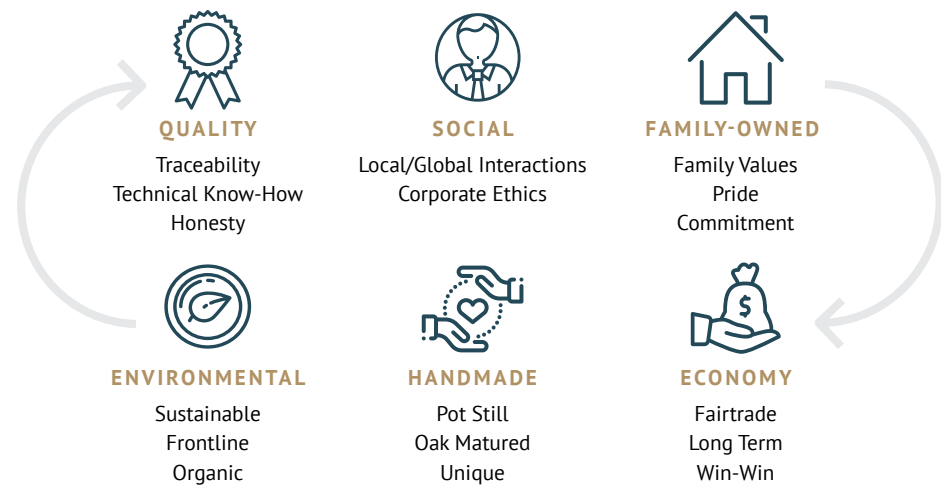 QUALITY
Traceability
Technical Know-How
Honesty
SOCIAL
Local/Global Interactions
Corporate Ethics
FAMILY-OWNED
Family Values
Pride
Commitment
ENVIRONMENTAL
Sustainable
Frontline
Organic
HANDMADE
Pot Still
Oak Matured
Unique
$
ECONOMY
Fairtrade
Long Term
Win-Win